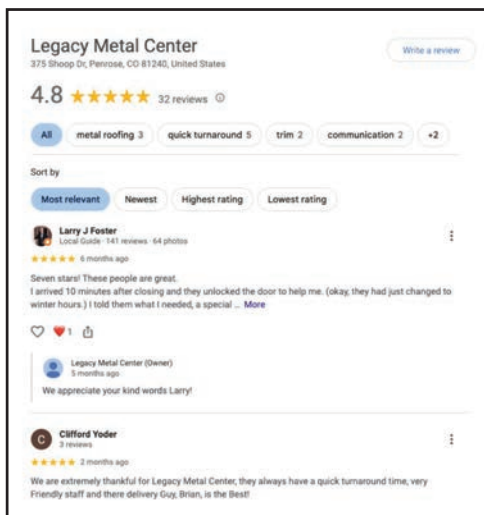 Legacy Metal Center
Write a review
375 Shoop Dr, Penrose, CO 81240, United States
4.8 32 reviews
All metal roofing 3 quick turnaround 5 trim 2 communication 2 +2
Sort by
Most relevant Newest Highest rating Lowest rating
Larry J Foster
Local Guide · 141 reviews · 64 photos
6 months ago
Seven stars! These people are great.
I arrived 10 minutes after closing and they unlocked the door to help me. (okay, they had just changed to
winter hours.) I told them what I needed, a special ... More
1
Legacy Metal Center (Owner)
5 months ago
We appreciate your kind words Larry!
C Clifford Yoder
3 reviews
2 months ago
We are extremely thankful for Legacy Metal Center, they always have a quick turnaround time, very
Friendly staff and there delivery Guy, Brian, is the Best!